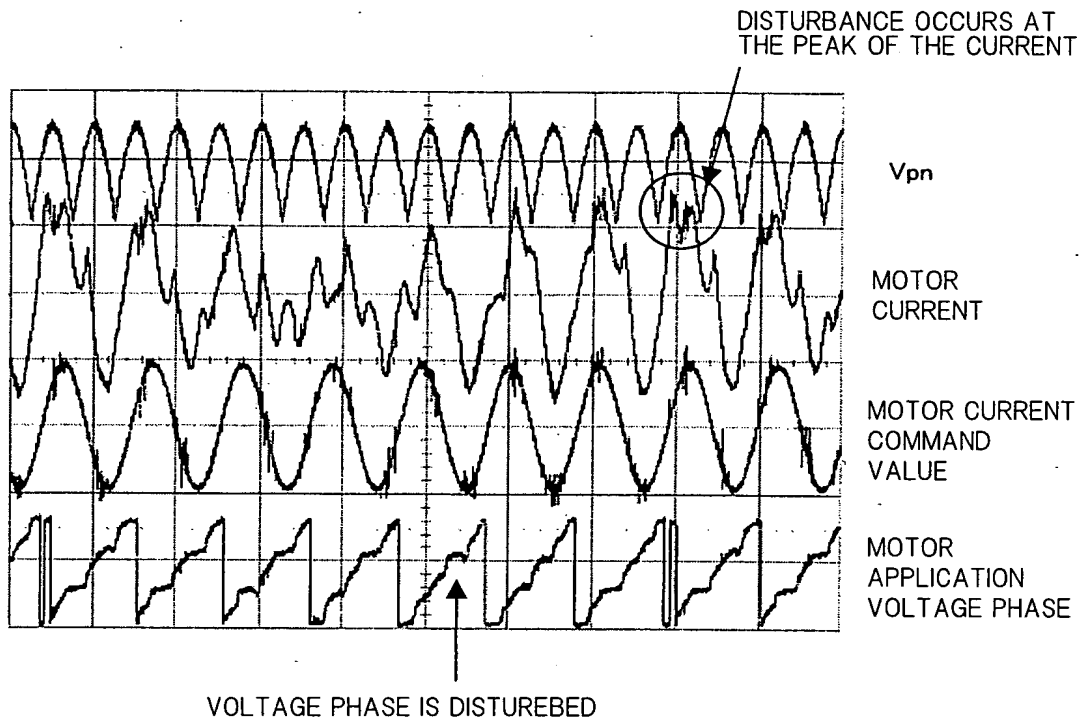 DISTURBANCE OCCURS AT
THE PEAK OF THE CURRENT
Vpn
MOTOR
CURRENT
MOTOR CURRENT
COMMAND
VALUE
MOTOR
APPLICATION
VOLTAGE PHASE
VOLTAGE PHASE IS DISTUREBED